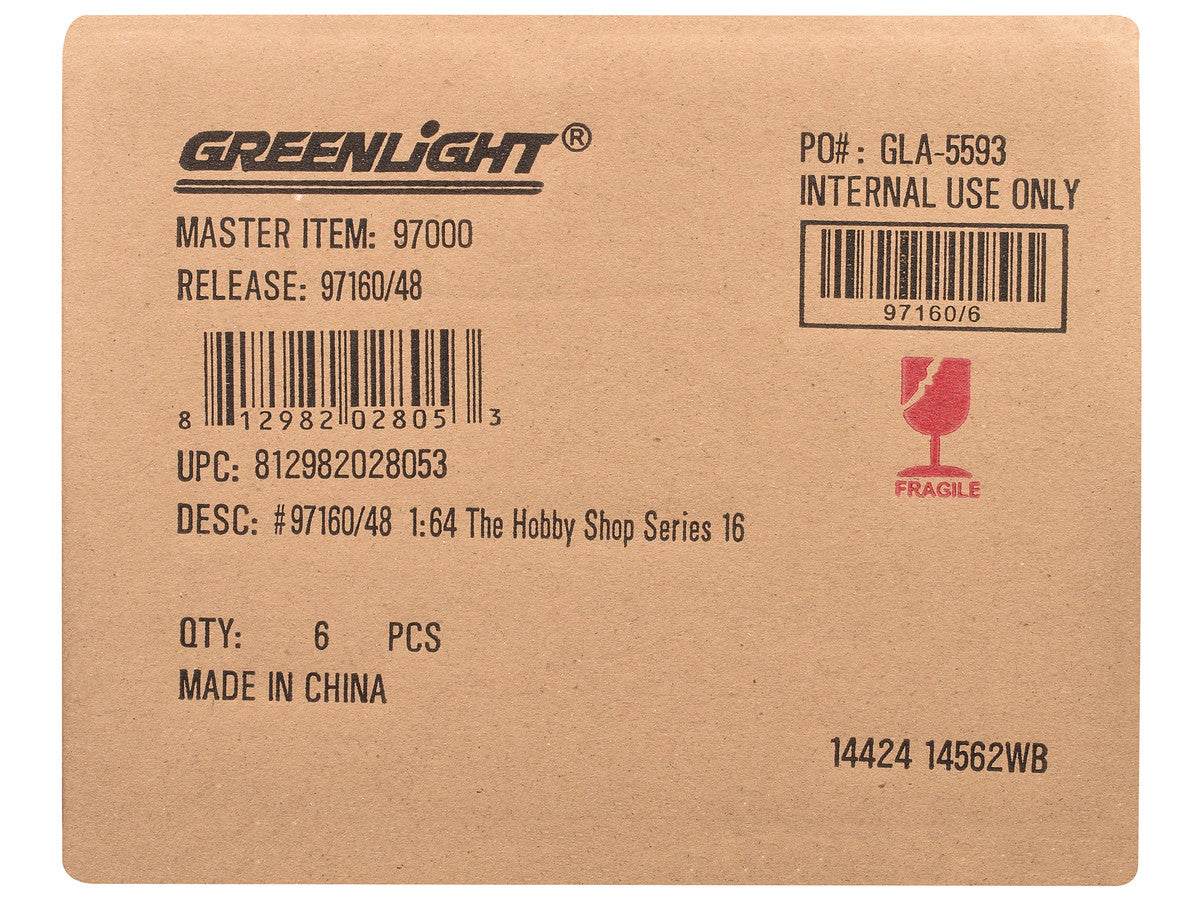 GREENLiGHT®
MASTER ITEM: 97000
RELEASE: 97160/48
8 12982 02805 3
UPC: 812982028053
DESC: #97160/48 1:64 The Hobby Shop Series 16
QTY: 6 PCS
MADE IN CHINA
PO#: GLA-5593
INTERNAL USE ONLY
97160/6
FRAGILE
14424 14562WB